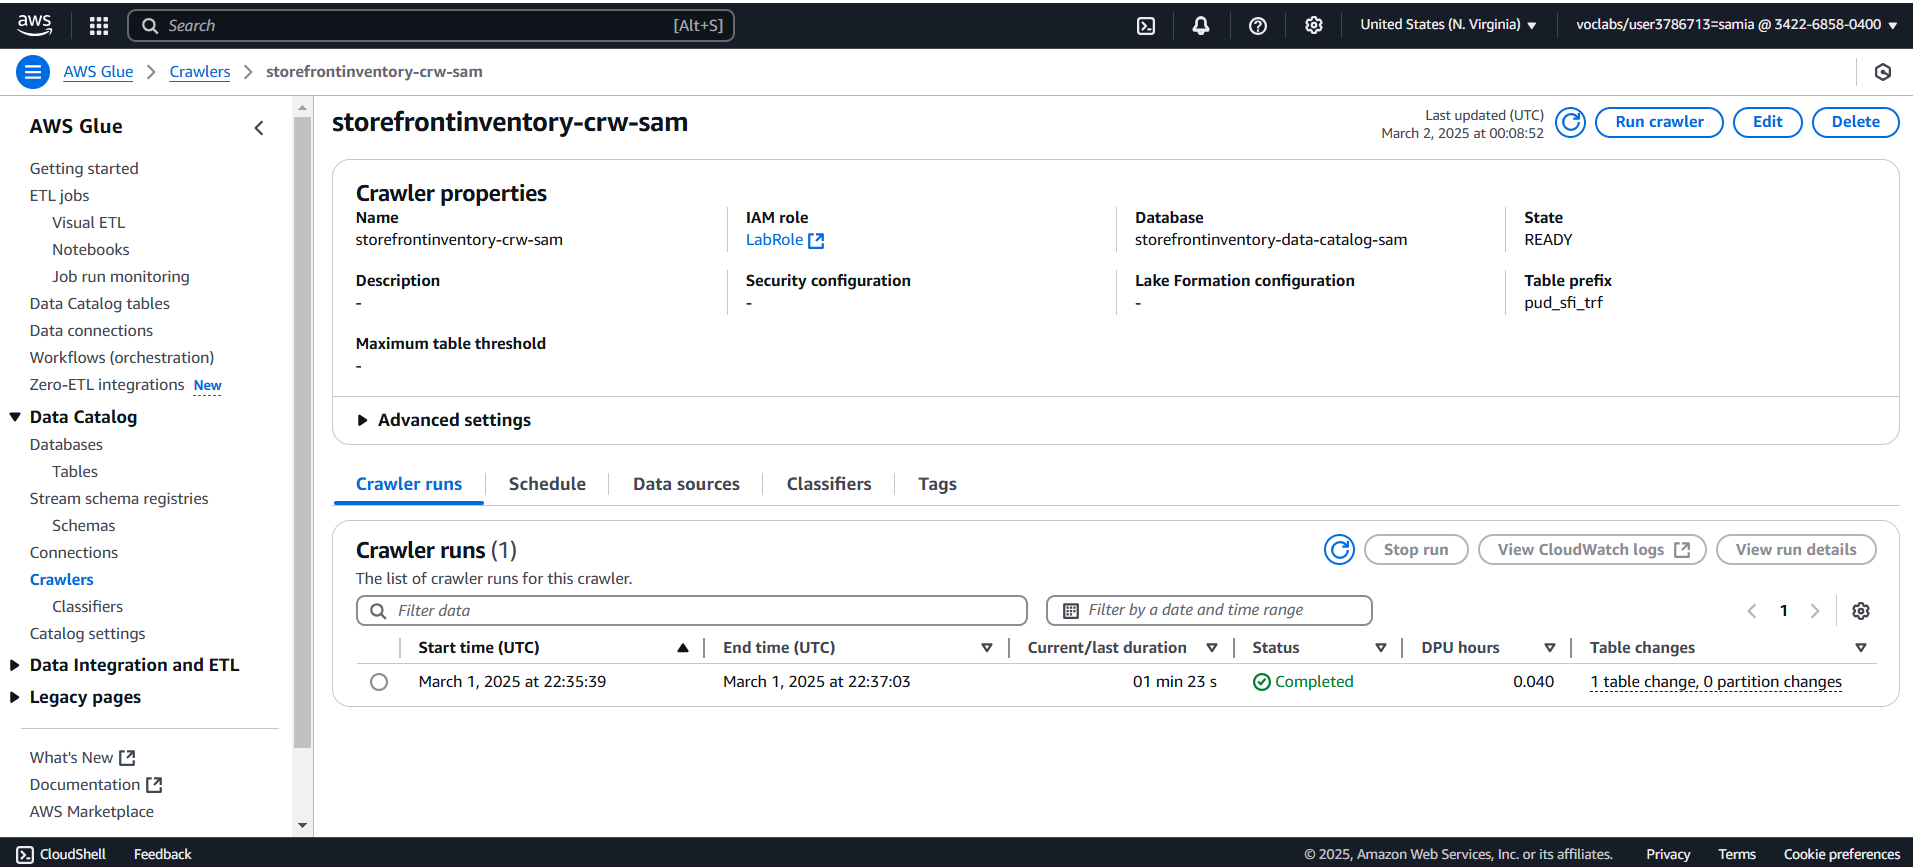 aws
Search [Alt+S]
United States (N. Virginia)
voclabs/user3786713=samia @ 3422-6858-0400
AWS Glue
Crawlers
storefrontinventory-crw-sam
AWS Glue
Getting started
ETL jobs
Visual ETL
Notebooks
Job run monitoring
Data Catalog tables
Data connections
Workflows (orchestration)
Zero-ETL integrations New
Data Catalog
Databases
Tables
Stream schema registries
Schemas
Connections
Crawlers
Classifiers
Catalog settings
Data Integration and ETL
Legacy pages
What's New
Documentation
AWS Marketplace
storefrontinventory-crw-sam
Last updated (UTC)
March 2, 2025 at 00:08:52
Run crawler
Edit
Delete
Crawler properties
Name
storefrontinventory-crw-sam
IAM role
LabRole
Database
storefrontinventory-data-catalog-sam
State
READY
Description
-
Security configuration
-
Lake Formation configuration
-
Table prefix
pud_sfi_trf
Maximum table threshold
-
Advanced settings
Crawler runs
Schedule
Data sources
Classifiers
Tags
Crawler runs (1)
Stop run
View CloudWatch logs
View run details
The list of crawler runs for this crawler.
Filter data
Filter by a date and time range
1
Start time (UTC) End time (UTC) Current/last duration Status DPU hours Table changes
March 1, 2025 at 22:35:39 March 1, 2025 at 22:37:03 01 min 23 s Completed 0.040 1 table change, 0 partition changes
CloudShell
Feedback
© 2025, Amazon Web Services, Inc. or its affiliates.
Privacy
Terms
Cookie preferences